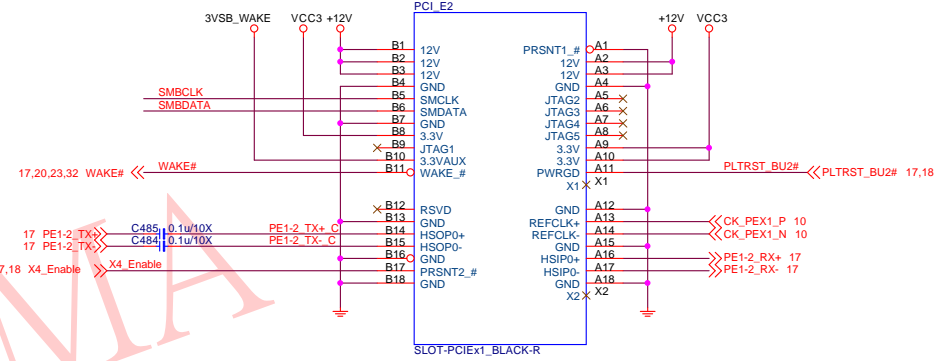 PCI_E2
3VSB_WAKE VCC3 +12V
+12V VCC3
B1 12V PRSNT1_# A1
B2 12V 12V A2
B3 12V 12V A3
B4 GND GND A4
SMBCLK B5 SMCLK JTAG2 A5
SMBDATA B6 SMDATA JTAG3 A6
B7 GND JTAG4 A7
B8 3.3V JTAG5 A8
B9 JTAG1 3.3V A9
B10 3.3VAUX 3.3V A10
17,20,23,32 WAKE# WAKE# B11 WAKE_# PWRGD A11 PLTRST_BU2# PLTRST_BU2# 17,18
X1 X1
B12 RSVD GND A12
B13 GND REFCLK+ A13 CK_PEX1_P 10
17 PE1-2_TX+ C485 0.1u/10X PE1-2_TX+_C B14 HSOP0+ REFCLK- A14 CK_PEX1_N 10
17 PE1-2_TX- C484 0.1u/10X PE1-2_TX-_C B15 HSOP0- GND A15
B16 GND HSIP0+ A16 PE1-2_RX+ 17
7,18 X4_Enable X4_Enable B17 PRSNT2_# HSIP0- A17 PE1-2_RX- 17
B18 GND GND A18
X2 X2
SLOT-PCIEx1_BLACK-R